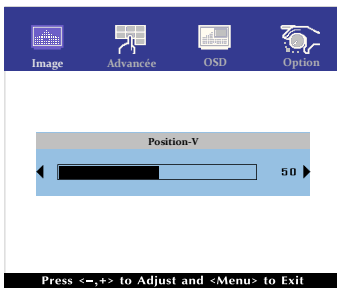 Image Advancée OSD Option
Position-V
50
Press <–,+> to Adjust and <Menu> to Exit